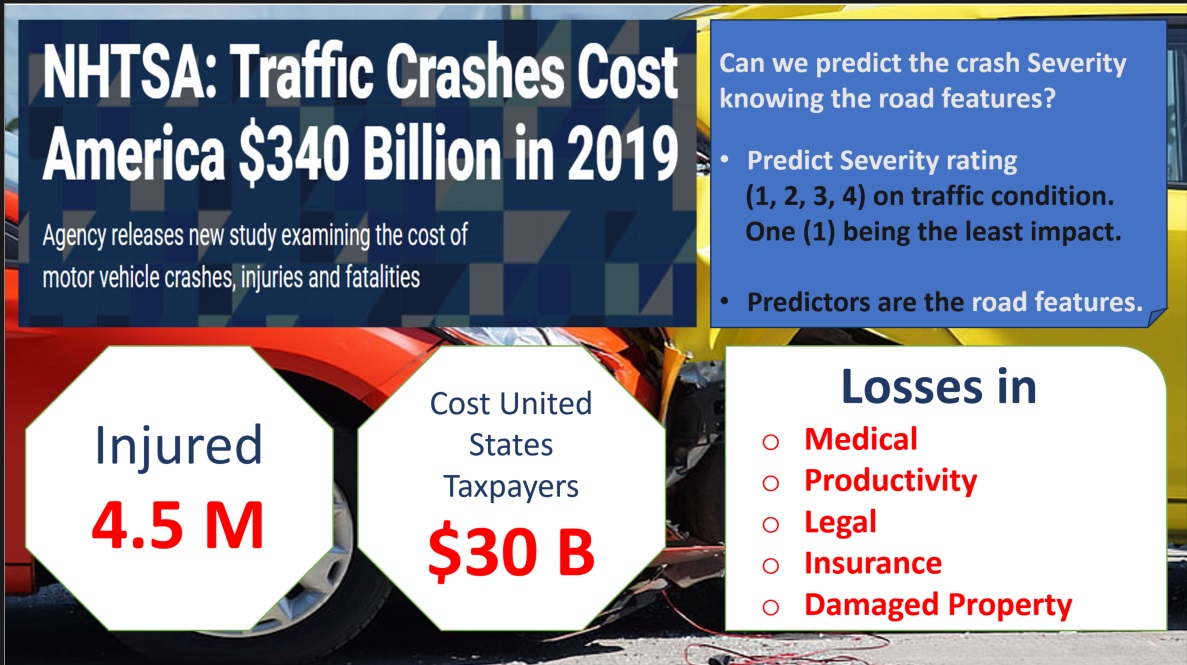 NHTSA: Traffic Crashes Cost
America $340 Billion in 2019
Agency releases new study examining the cost of
motor vehicle crashes, injuries and fatalities
Can we predict the crash Severity
knowing the road features?
• Predict Severity rating
(1, 2, 3, 4) on traffic condition.
One (1) being the least impact.
• Predictors are the road features.
Injured
4.5 M
Cost United
States
Taxpayers
$30 B
Losses in
o Medical
o Productivity
o Legal
o Insurance
o Damaged Property